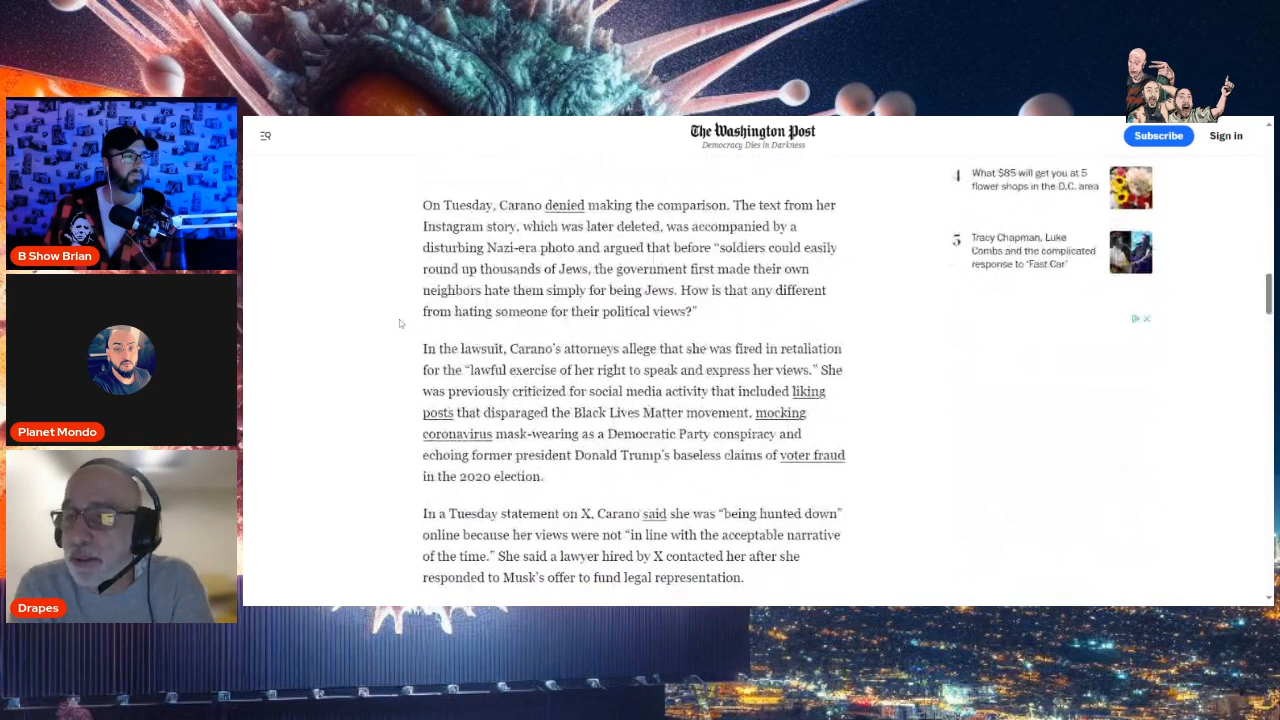 The Washington Post
Democracy Dies in Darkness
Subscribe
Sign in
On Tuesday, Carano denied making the comparison. The text from her
Instagram story, which was later deleted, was accompanied by a
disturbing Nazi-era photo and argued that before “soldiers could easily
round up thousands of Jews, the government first made their own
neighbors hate them simply for being Jews. How is that any different
from hating someone for their political views?”
In the lawsuit, Carano’s attorneys allege that she was fired in retaliation
for the “lawful exercise of her right to speak and express her views.” She
was previously criticized for social media activity that included liking
posts that disparaged the Black Lives Matter movement, mocking
coronavirus mask-wearing as a Democratic Party conspiracy and
echoing former president Donald Trump’s baseless claims of voter fraud
in the 2020 election.
In a Tuesday statement on X, Carano said she was “being hunted down”
online because her views were not “in line with the acceptable narrative
of the time.” She said a lawyer hired by X contacted her after she
responded to Musk’s offer to fund legal representation.
4
What $85 will get you at 5
flower shops in the D.C. area
5
Tracy Chapman, Luke
Combs and the complicated
response to ‘Fast Car’
B Show Brian
Planet Mondo
Drapes